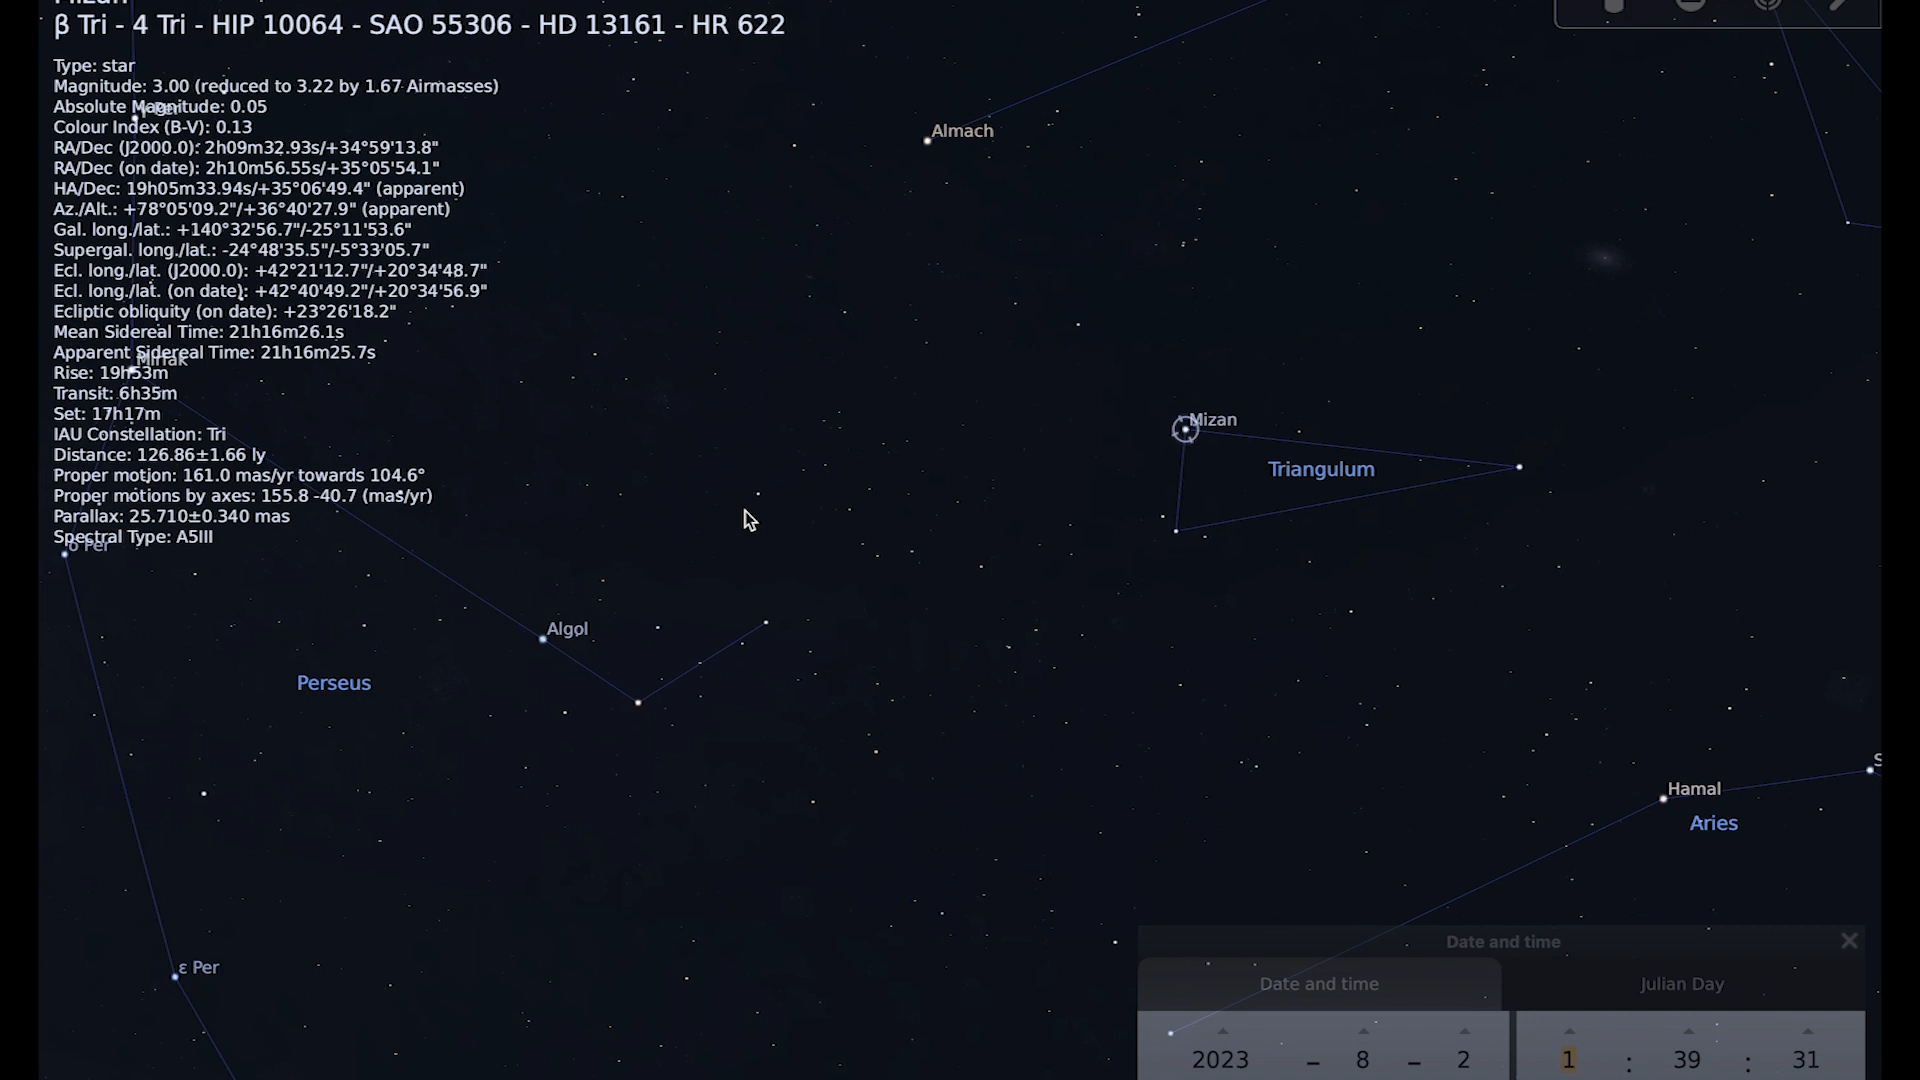 Mizan
β Tri - 4 Tri - HIP 10064 - SAO 55306 - HD 13161 - HR 622
Type: star
Magnitude: 3.00 (reduced to 3.22 by 1.67 Airmasses)
Absolute Magnitude: 0.05
γ Per
Colour Index (B-V): 0.13
RA/Dec (J2000.0): 2h09m32.93s/+34°59'13.8"
RA/Dec (on date): 2h10m56.55s/+35°05'54.1"
HA/Dec: 19h05m33.94s/+35°06'49.4" (apparent)
Az./Alt.: +78°05'09.2"/+36°40'27.9" (apparent)
Gal. long./lat.: +140°32'56.7"/-25°11'53.6"
Supergal. long./lat.: -24°48'35.5"/-5°33'05.7"
Ecl. long./lat. (J2000.0): +42°21'12.7"/+20°34'48.7"
Ecl. long./lat. (on date): +42°40'49.2"/+20°34'56.9"
Ecliptic obliquity (on date): +23°26'18.2"
Mean Sidereal Time: 21h16m26.1s
Apparent Sidereal Time: 21h16m25.7s
Mirfak
Rise: 19h53m
Transit: 6h35m
Set: 17h17m
IAU Constellation: Tri
Distance: 126.86±1.66 ly
Proper motion: 161.0 mas/yr towards 104.6°
Proper motions by axes: 155.8 -40.7 (mas/yr)
Parallax: 25.710±0.340 mas
Spectral Type: A5III
δ Per
Almach
Mizan
Triangulum
Algol
Perseus
Hamal
Aries
ε Per
Date and time
Date and time
Julian Day
2023 - 8 - 2
1 : 39 : 31